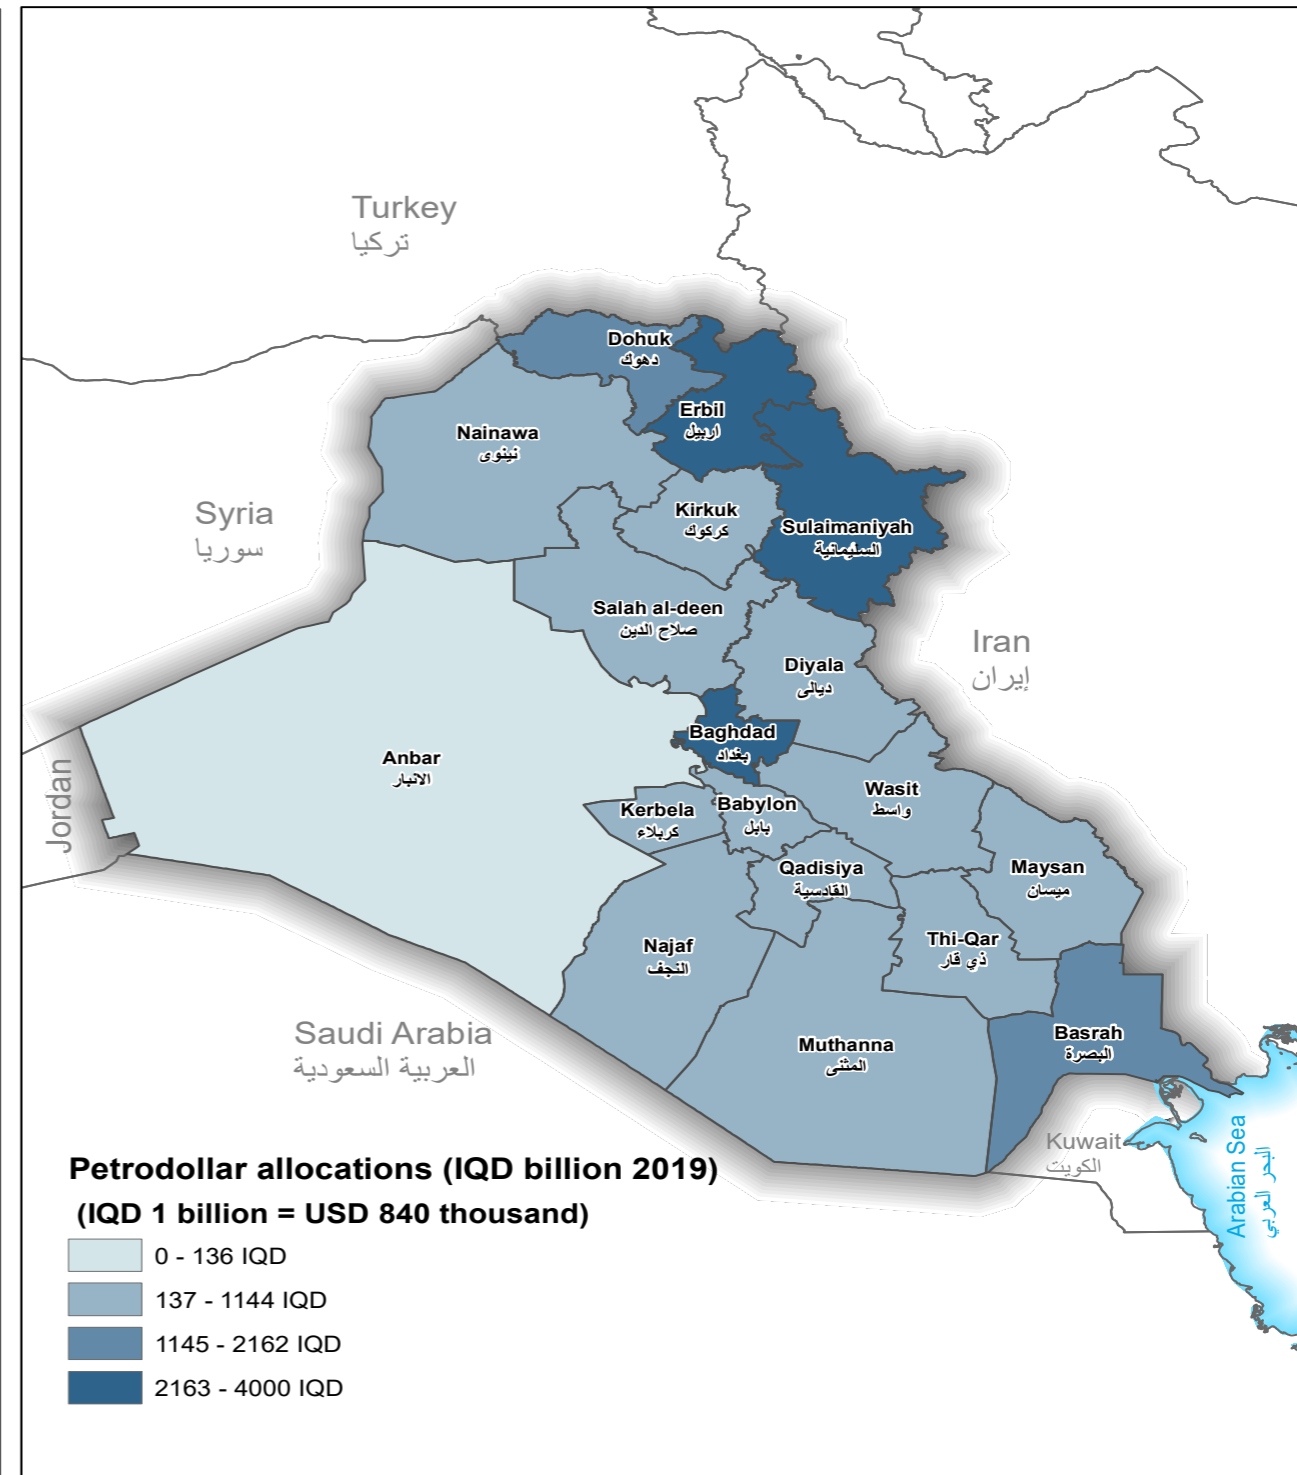 Turkey
تركيا
Dohuk
دهوك
Erbil
اربيل
Nainawa
نينوى
Kirkuk
كركوك
Syria
سوريا
Sulaimaniyah
السليمانية
Salah al-deen
صلاح الدين
Iran
إيران
Diyala
ديالى
Baghdad
بغداد
Anbar
الانبار
Jordan
Wasit
واسط
Kerbela
كربلاء
Babylon
بابل
Qadisiya
القادسية
Maysan
ميسان
Thi-Qar
ذي قار
Najaf
النجف
Saudi Arabia
العربية السعودية
Muthanna
المثنى
Basrah
البصرة
Kuwait
الكويت
Arabian Sea
البحر العربي
Petrodollar allocations (IQD billion 2019)
(IQD 1 billion = USD 840 thousand)
0 - 136 IQD
137 - 1144 IQD
1145 - 2162 IQD
2163 - 4000 IQD